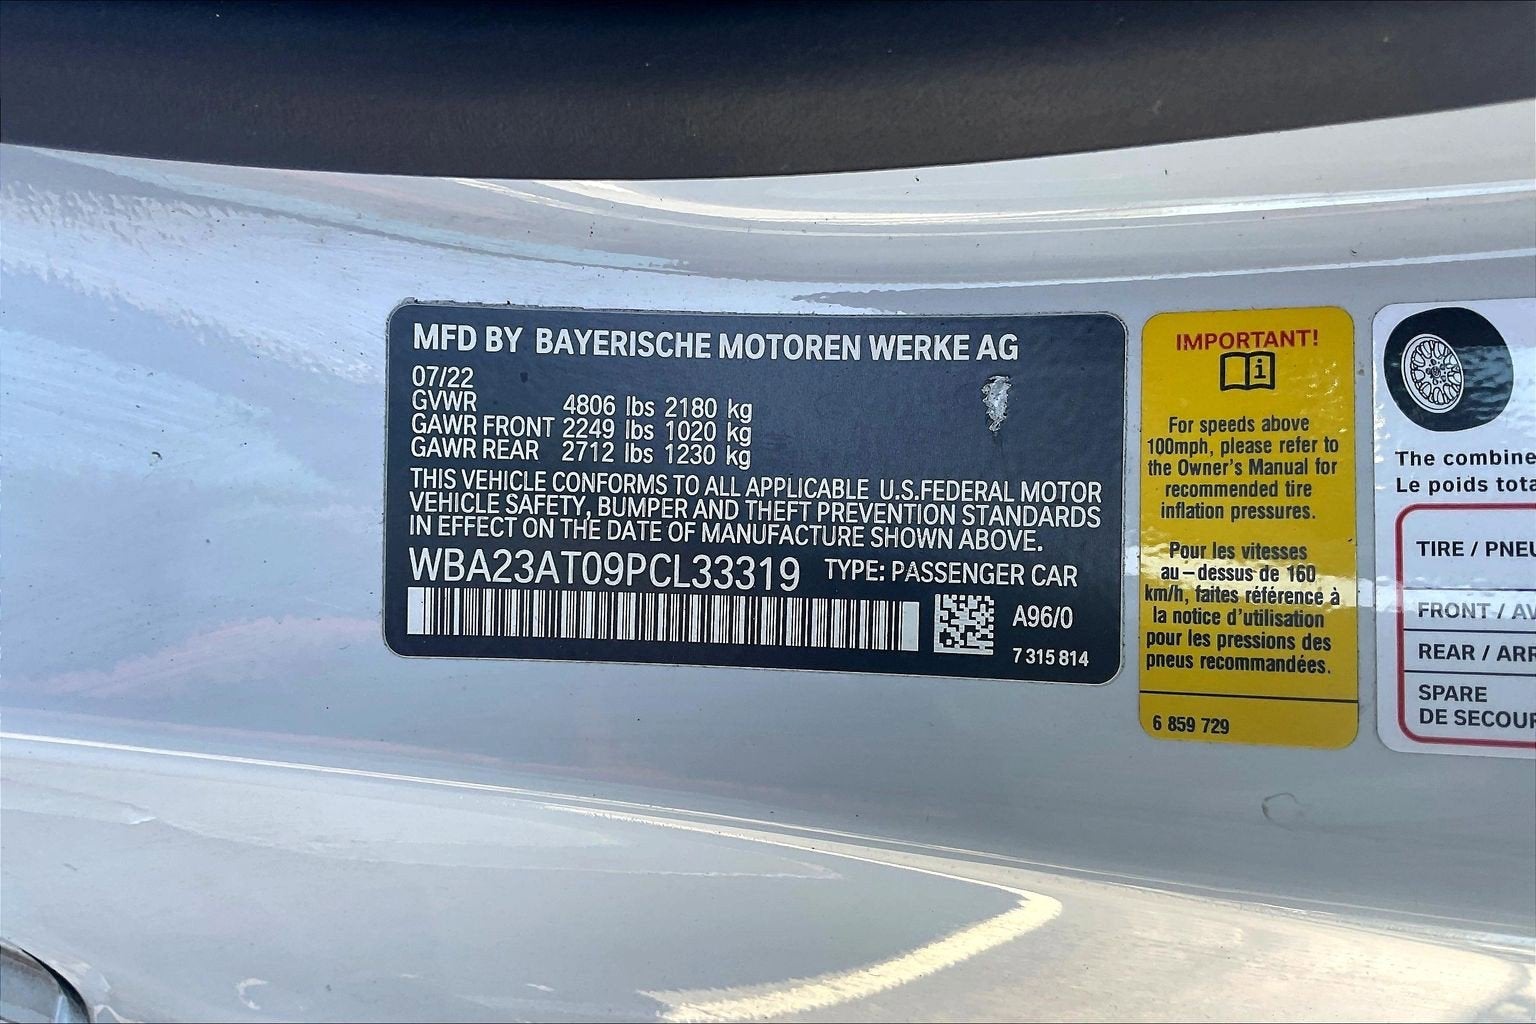 MFD BY BAYERISCHE MOTOREN WERKE AG
07/22
GVWR 4806 lbs 2180 kg
GAWR FRONT 2249 lbs 1020 kg
GAWR REAR 2712 lbs 1230 kg
THIS VEHICLE CONFORMS TO ALL APPLICABLE U.S.FEDERAL MOTOR
VEHICLE SAFETY, BUMPER AND THEFT PREVENTION STANDARDS
IN EFFECT ON THE DATE OF MANUFACTURE SHOWN ABOVE.
WBA23AT09PCL33319 TYPE: PASSENGER CAR
A96/0
7 315 814
IMPORTANT!
i
For speeds above
100mph, please refer to
the Owner's Manual for
recommended tire
inflation pressures.
Pour les vitesses
au-dessus de 160
km/h, faites référence à
la notice d'utilisation
pour les pressions des
pneus recommandées.
6 859 729
The combine
Le poids tota
TIRE / PNEU
FRONT / AV
REAR / ARR
SPARE
DE SECOUR